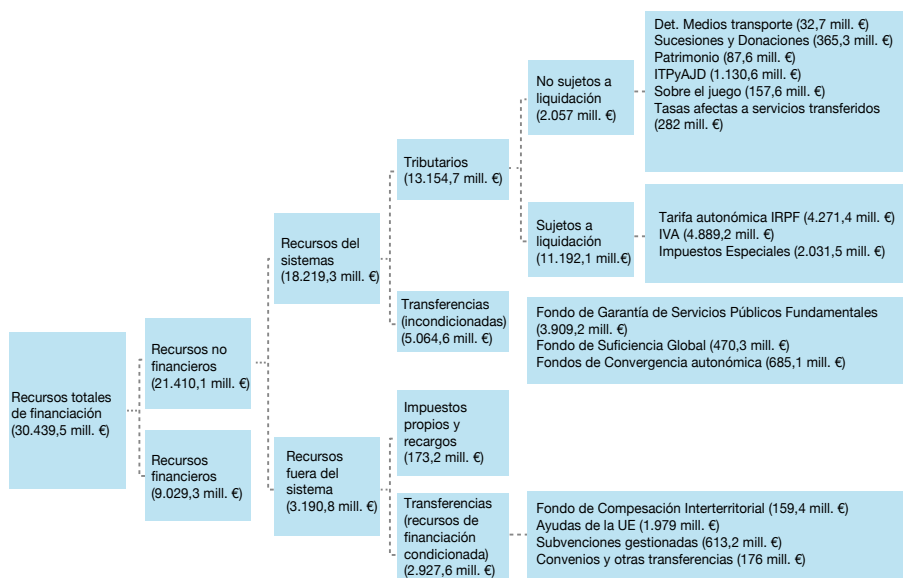 Recursos totales
de financiación
(30.439,5 mill. €)
Recursos no
financieros
(21.410,1 mill. €)
Recursos
financieros
(9.029,3 mill. €)
Recursos del
sistemas
(18.219,3 mill. €)
Recursos
fuera del
sistema
(3.190,8 mill. €)
Tributarios
(13.154,7 mill. €)
Transferencias
(incondicionadas)
(5.064,6 mill. €)
Impuestos
propios y
recargos
(173,2 mill. €)
Transferencias
(recursos de
financiación
condicionada)
(2.927,6 mill. €)
No sujetos a
liquidación
(2.057 mill. €)
Sujetos a
liquidación
(11.192,1 mill.€)
Det. Medios transporte (32,7 mill. €)
Sucesiones y Donaciones (365,3 mill. €)
Patrimonio (87,6 mill. €)
ITPyAJD (1.130,6 mill. €)
Sobre el juego (157,6 mill. €)
Tasas afectas a servicios transferidos
(282 mill. €)
Tarifa autonómica IRPF (4.271,4 mill. €)
IVA (4.889,2 mill. €)
Impuestos Especiales (2.031,5 mill. €)
Fondo de Garantía de Servicios Públicos Fundamentales
(3.909,2 mill. €)
Fondo de Suficiencia Global (470,3 mill. €)
Fondos de Convergencia autonómica (685,1 mill. €)
Fondo de Compesación Interterritorial (159,4 mill. €)
Ayudas de la UE (1.979 mill. €)
Subvenciones gestionadas (613,2 mill. €)
Convenios y otras transferencias (176 mill. €)